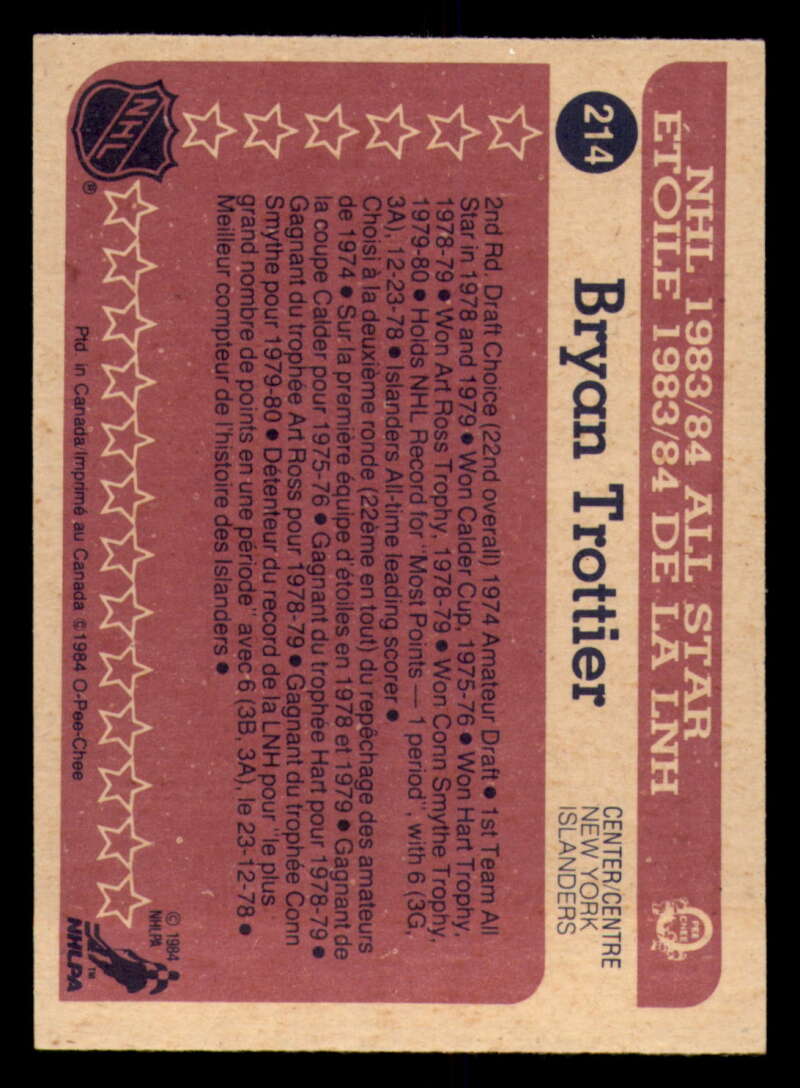 NHL 1983/84 ALL STAR
ÉTOILE 1983/84 DE LA LNH
O PEE CHEE
214
Bryan Trottier
CENTER/CENTRE
NEW YORK
ISLANDERS
2nd Rd. Draft Choice (22nd overall) 1974 Amateur Draft ● 1st Team All
Star in 1978 and 1979 ● Won Calder Cup, 1975-76 ● Won Hart Trophy,
1978-79 ● Won Art Ross Trophy, 1978-79 ● Won Conn Smythe Trophy,
1979-80 ● Holds NHL Record for "Most Points — 1 period", with 6 (3G,
3A), 12-23-78 ● Islanders All-time leading scorer ●
Choisi à la deuxième ronde (22ème en tout) du repêchage des amateurs
de 1974 ● Sur la première équipe d'étoiles en 1978 et 1979 ● Gagnant de
la coupe Calder pour 1975-76 ● Gagnant du trophée Hart pour 1978-79 ●
Gagnant du trophée Art Ross pour 1978-79 ● Gagnant du trophée Conn
Smythe pour 1979-80 ● Détenteur du record de la LNH pour "le plus
grand nombre de points en une période" avec 6 (3B, 3A), le 23-12-78 ●
Meilleur compteur de l'histoire des Islanders ●
NHL ®
© 1984
NHLPA
NHLPA ™
Ptd. in Canada/Imprimé au Canada © 1984 O-Pee-Chee